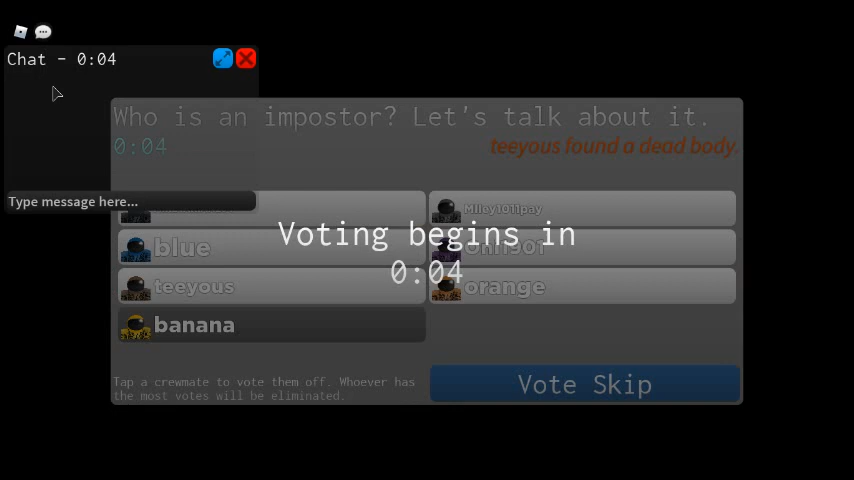 Chat - 0:04
Who is an impostor? Let's talk about it.
0:04
teeyous found a dead body.
Type message here...
Miley1011pay
Voting begins in
0:04
blue
teeyous
orange
banana
Tap a crewmate to vote them off. Whoever has
the most votes will be eliminated.
Vote Skip